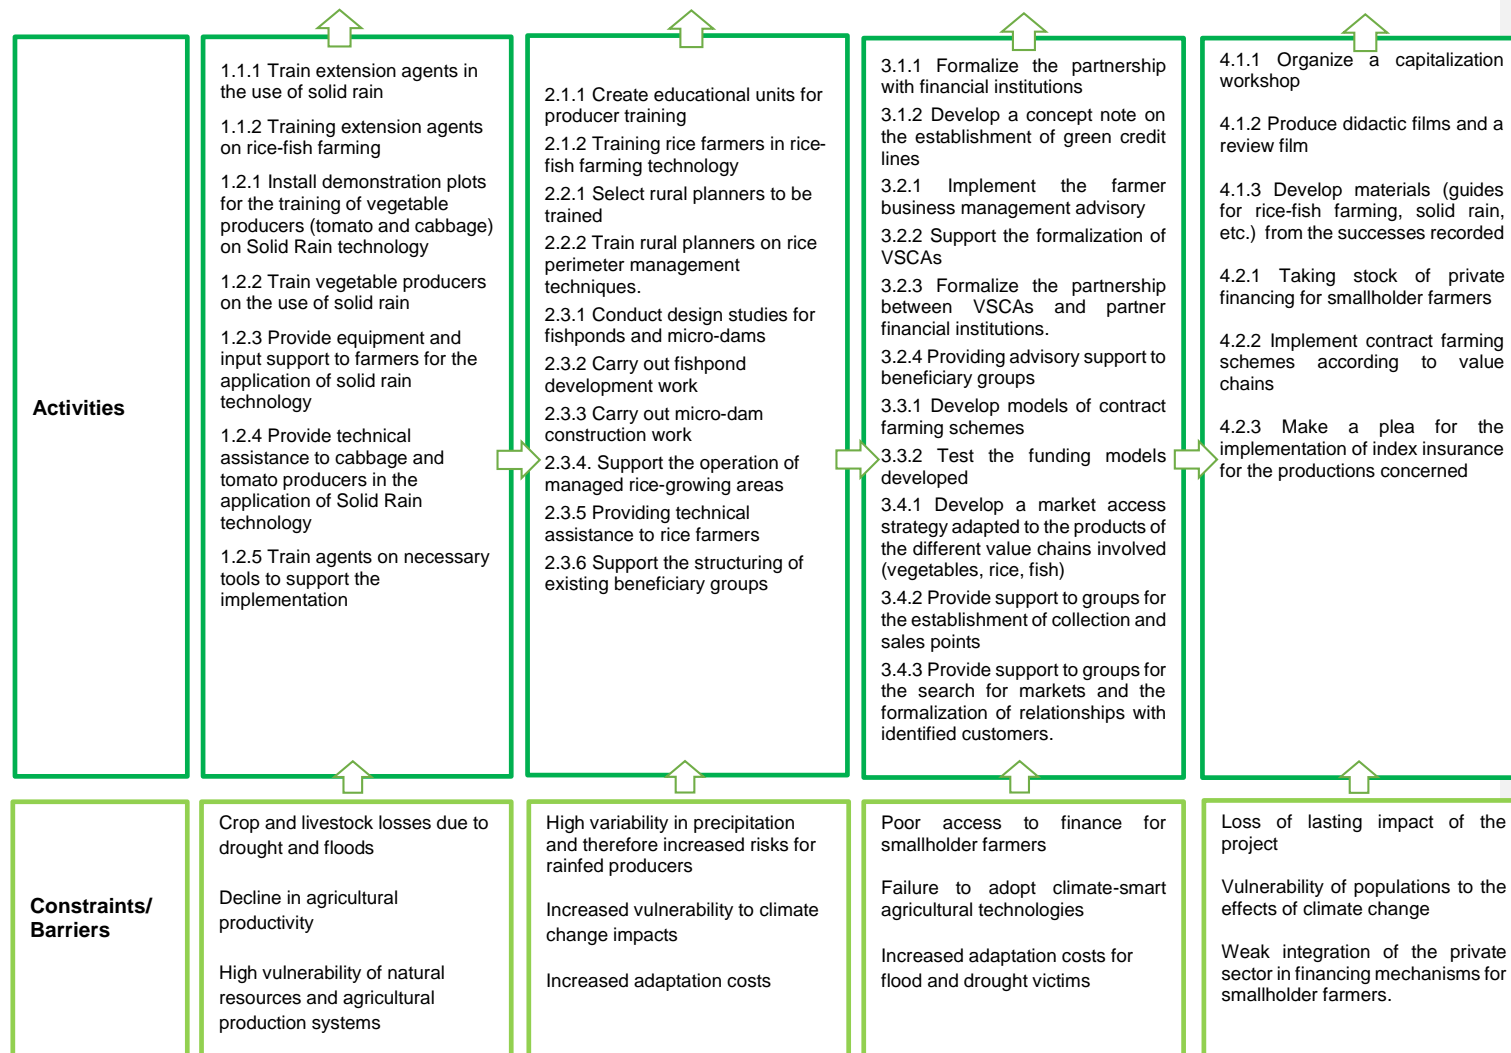 Activities
1.1.1 Train extension agents in
the use of solid rain
1.1.2 Training extension agents
on rice-fish farming
1.2.1 Install demonstration plots
for the training of vegetable
producers (tomato and cabbage)
on Solid Rain technology
1.2.2 Train vegetable producers
on the use of solid rain
1.2.3 Provide equipment and
input support to farmers for the
application of solid rain
technology
1.2.4 Provide technical
assistance to cabbage and
tomato producers in the
application of Solid Rain
technology
1.2.5 Train agents on necessary
tools to support the
implementation
2.1.1 Create educational units for
producer training
2.1.2 Training rice farmers in rice-
fish farming technology
2.2.1 Select rural planners to be
trained
2.2.2 Train rural planners on rice
perimeter management
techniques.
2.3.1 Conduct design studies for
fishponds and micro-dams
2.3.2 Carry out fishpond
development work
2.3.3 Carry out micro-dam
construction work
2.3.4. Support the operation of
managed rice-growing areas
2.3.5 Providing technical
assistance to rice farmers
2.3.6 Support the structuring of
existing beneficiary groups
3.1.1 Formalize the partnership
with financial institutions
3.1.2 Develop a concept note on
the establishment of green credit
lines
3.2.1 Implement the farmer
business management advisory
3.2.2 Support the formalization of
VSCAs
3.2.3 Formalize the partnership
between VSCAs and partner
financial institutions.
3.2.4 Providing advisory support to
beneficiary groups
3.3.1 Develop models of contract
farming schemes
3.3.2 Test the funding models
developed
3.4.1 Develop a market access
strategy adapted to the products of
the different value chains involved
(vegetables, rice, fish)
3.4.2 Provide support to groups for
the establishment of collection and
sales points
3.4.3 Provide support to groups for
the search for markets and the
formalization of relationships with
identified customers.
4.1.1 Organize a capitalization
workshop
4.1.2 Produce didactic films and a
review film
4.1.3 Develop materials (guides
for rice-fish farming, solid rain,
etc.) from the successes recorded
4.2.1 Taking stock of private
financing for smallholder farmers
4.2.2 Implement contract farming
schemes according to value
chains
4.2.3 Make a plea for the
implementation of index insurance
for the productions concerned
Constraints/
Barriers
Crop and livestock losses due to
drought and floods
Decline in agricultural
productivity
High vulnerability of natural
resources and agricultural
production systems
High variability in precipitation
and therefore increased risks for
rainfed producers
Increased vulnerability to climate
change impacts
Increased adaptation costs
Poor access to finance for
smallholder farmers
Failure to adopt climate-smart
agricultural technologies
Increased adaptation costs for
flood and drought victims
Loss of lasting impact of the
project
Vulnerability of populations to the
effects of climate change
Weak integration of the private
sector in financing mechanisms for
smallholder farmers.